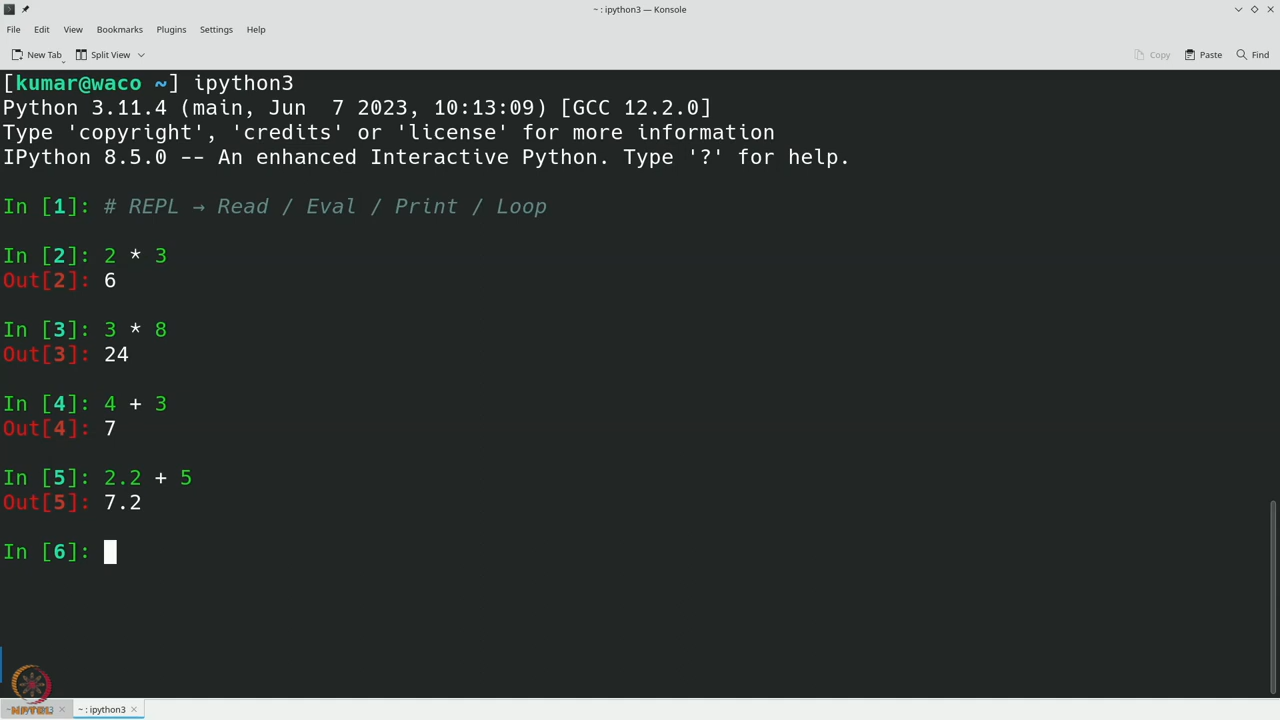 ~ : ipython3 — Konsole
File Edit View Bookmarks Plugins Settings Help
New Tab Split View Copy Paste Find
[kumar@waco ~] ipython3
Python 3.11.4 (main, Jun  7 2023, 10:13:09) [GCC 12.2.0]
Type 'copyright', 'credits' or 'license' for more information
IPython 8.5.0 -- An enhanced Interactive Python. Type '?' for help.
In [1]: # REPL → Read / Eval / Print / Loop
In [2]: 2 * 3
Out[2]: 6
In [3]: 3 * 8
Out[3]: 24
In [4]: 4 + 3
Out[4]: 7
In [5]: 2.2 + 5
Out[5]: 7.2
In [6]:
NPTEL
~ : ipython3